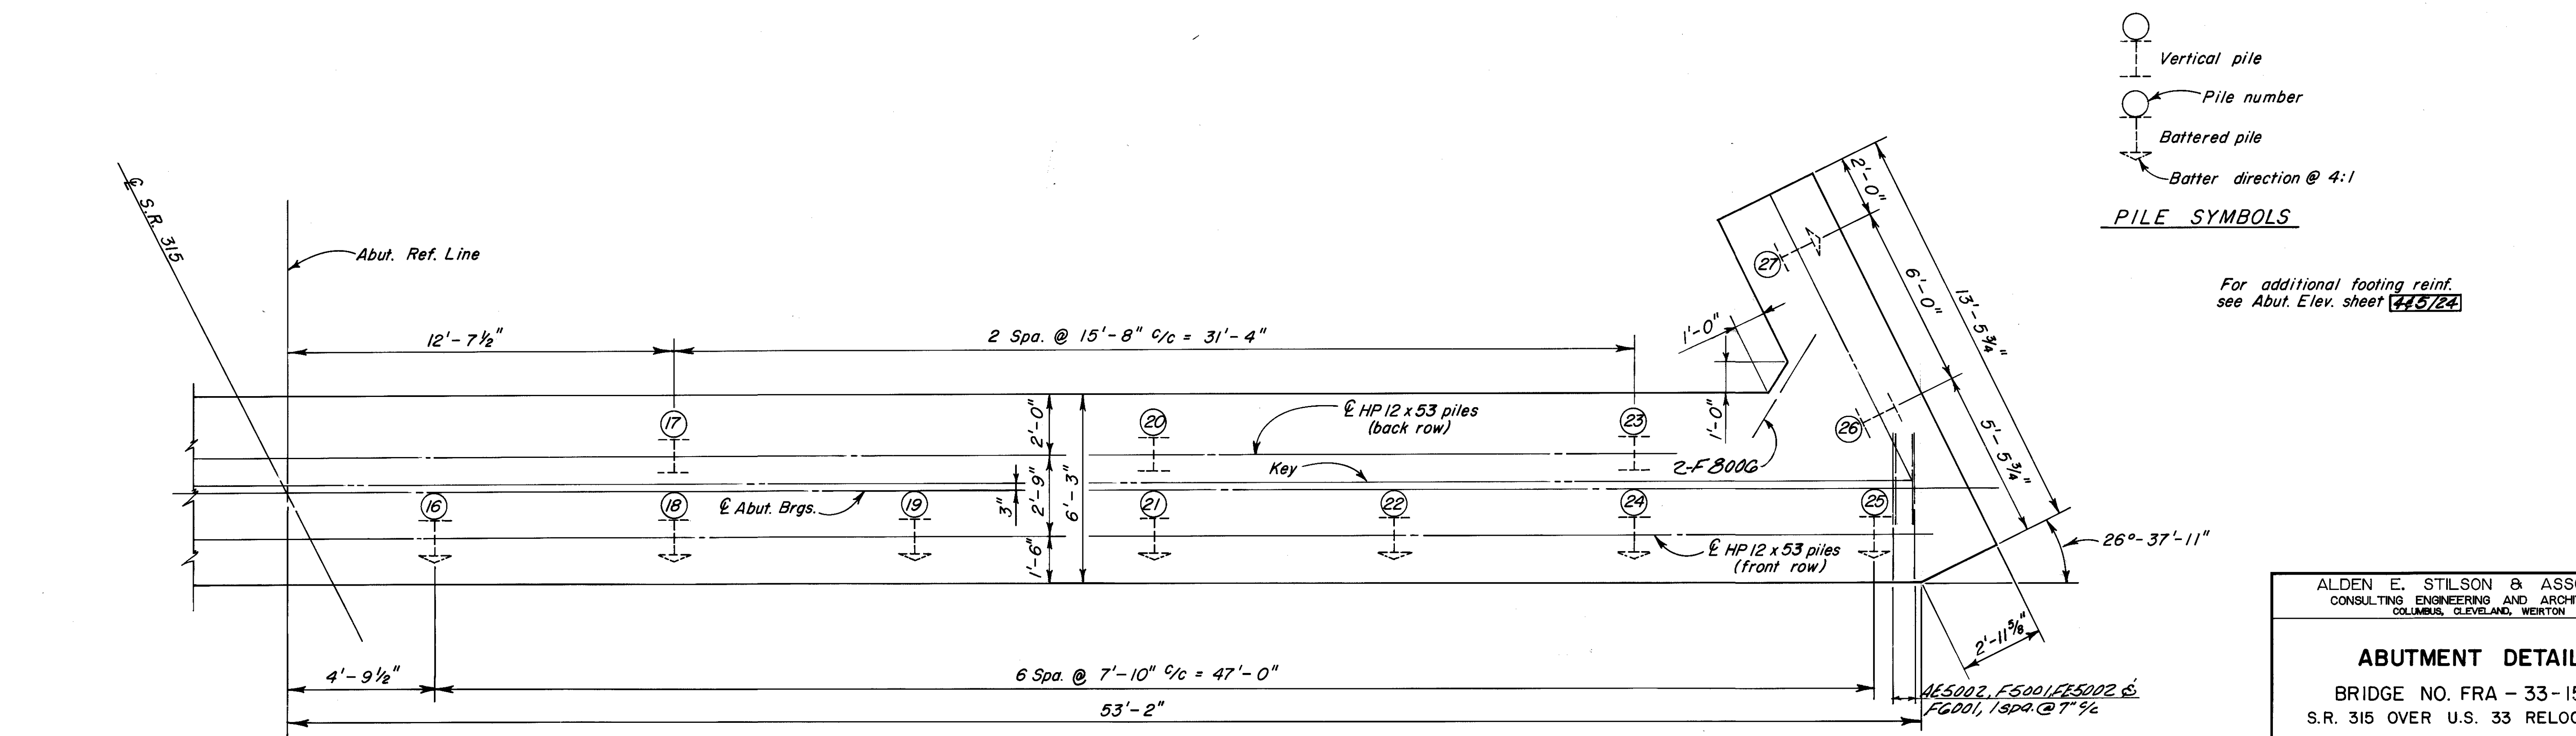 Vertical pile
Pile number
Battered pile
Batter direction @ 4:1
PILE SYMBOLS
For additional footing reinf.
see Abut. Elev. sheet 4&5/24
℄ S.R. 315
Abut. Ref. Line
12'-7½"
2 Spa. @ 15'-8" c/c = 31'-4"
2'-0"
6'-0"
13'-5¾"
5'-5¾"
1'-0"
1'-0"
27
26
17
20
23
2'-0"
2'-9"
6'-3"
3"
1'-6"
℄ HP 12 x 53 piles
(back row)
Key
2-F800G
16
18
19
21
22
24
25
℄ Abut. Brgs.
℄ HP 12 x 53 piles
(front row)
26°-37'-11"
2'-11⅝"
4'-9½"
6 Spa. @ 7'-10" c/c = 47'-0"
53'-2"
AE5002, F5001, FE5002 &
FG001, 1 spa. @ 7" c/c
ALDEN E. STILSON & ASS
CONSULTING ENGINEERING AND ARCHI
COLUMBUS, CLEVELAND, WEIRTON
ABUTMENT DETAIL
BRIDGE NO. FRA-33-15
S.R. 315 OVER U.S. 33 RELOC